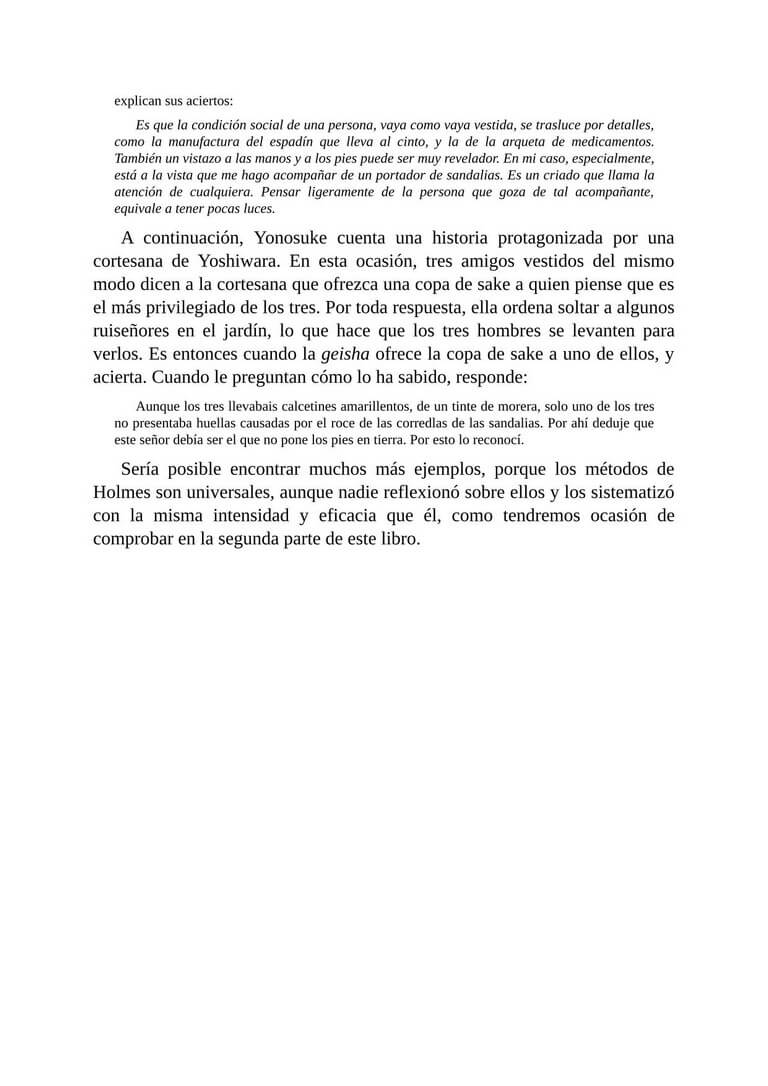 explican sus aciertos:
Es que la condición social de una persona, vaya como vaya vestida, se trasluce por detalles,
como la manufactura del espadín que lleva al cinto, y la de la arqueta de medicamentos.
También un vistazo a las manos y a los pies puede ser muy revelador. En mi caso, especialmente,
está a la vista que me hago acompañar de un portador de sandalias. Es un criado que llama la
atención de cualquiera. Pensar ligeramente de la persona que goza de tal acompañante,
equivale a tener pocas luces.
A continuación, Yonosuke cuenta una historia protagonizada por una
cortesana de Yoshiwara. En esta ocasión, tres amigos vestidos del mismo
modo dicen a la cortesana que ofrezca una copa de sake a quien piense que es
el más privilegiado de los tres. Por toda respuesta, ella ordena soltar a algunos
ruiseñores en el jardín, lo que hace que los tres hombres se levanten para
verlos. Es entonces cuando la geisha ofrece la copa de sake a uno de ellos, y
acierta. Cuando le preguntan cómo lo ha sabido, responde:
Aunque los tres llevabais calcetines amarillentos, de un tinte de morera, solo uno de los tres
no presentaba huellas causadas por el roce de las corredlas de las sandalias. Por ahí deduje que
este señor debía ser el que no pone los pies en tierra. Por esto lo reconocí.
Sería posible encontrar muchos más ejemplos, porque los métodos de
Holmes son universales, aunque nadie reflexionó sobre ellos y los sistematizó
con la misma intensidad y eficacia que él, como tendremos ocasión de
comprobar en la segunda parte de este libro.